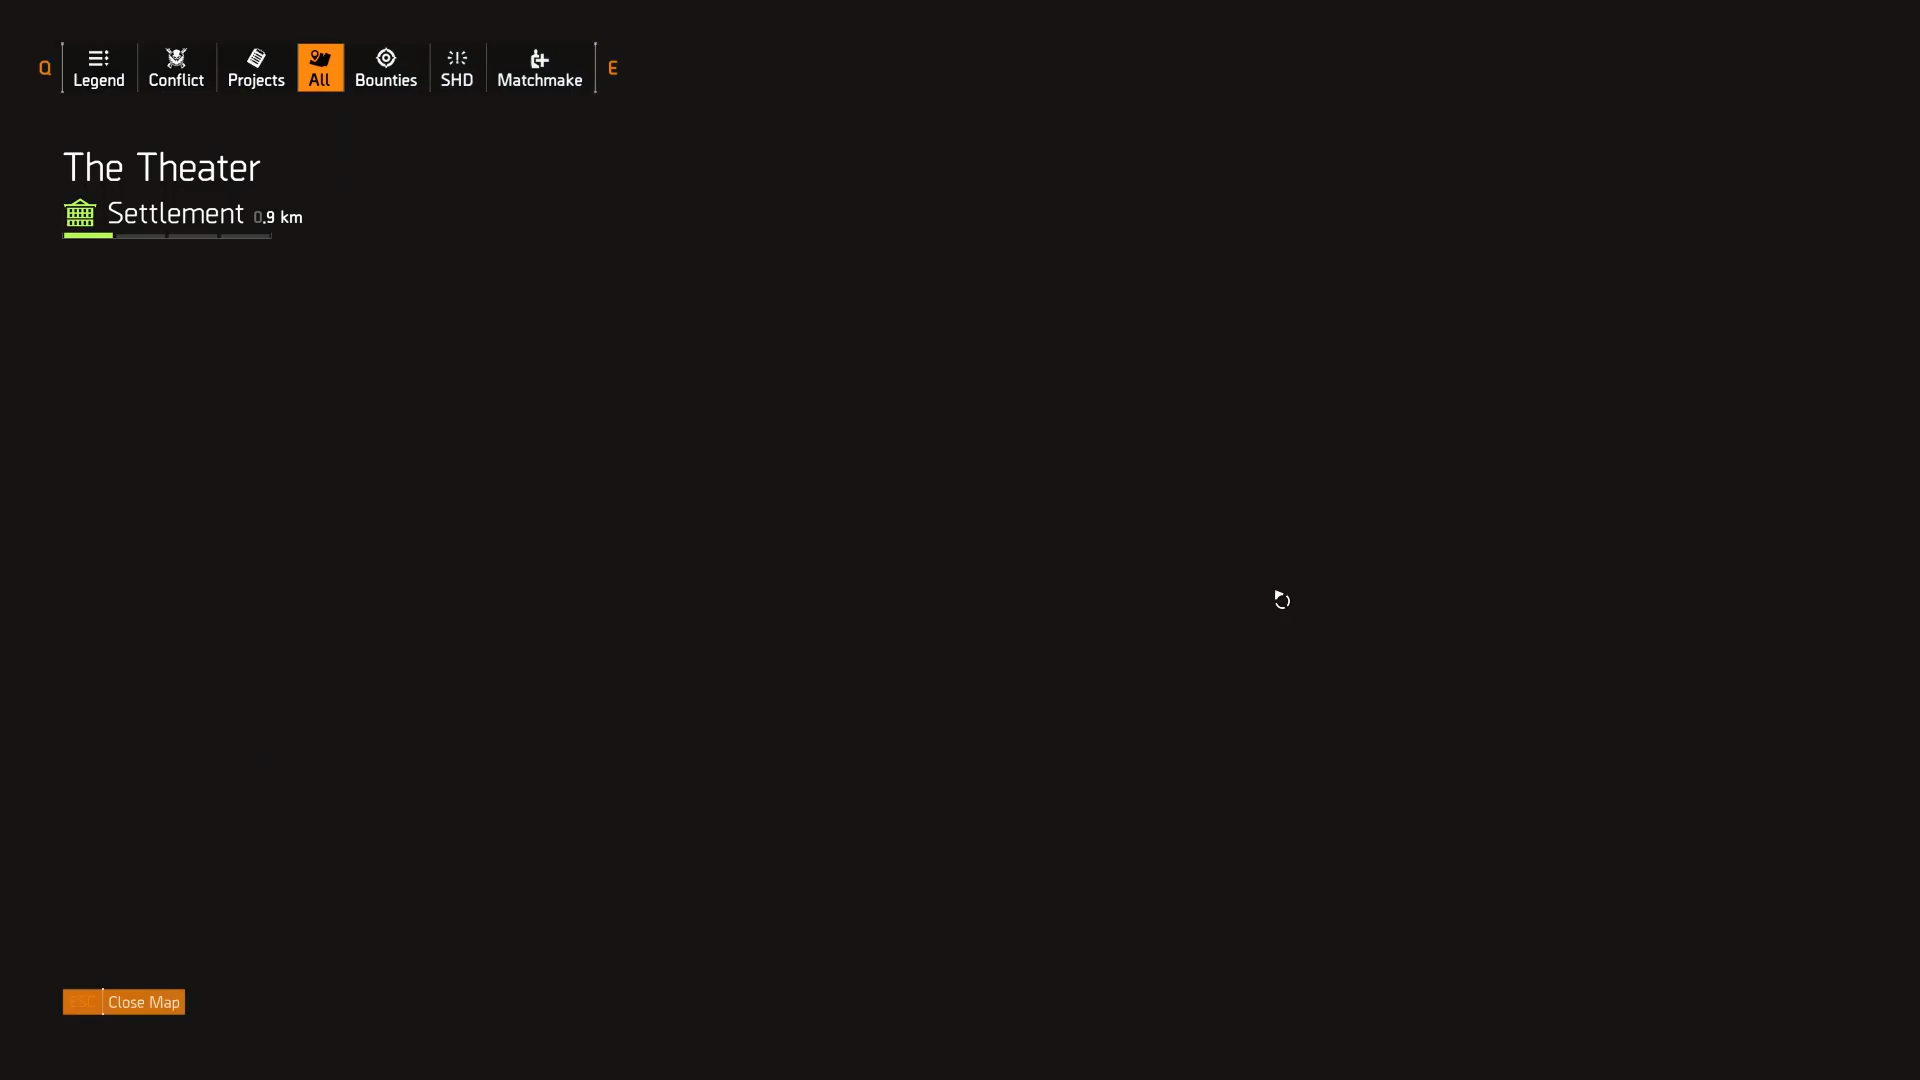 Q Legend Conflict Projects All Bounties SHD Matchmake E
The Theater
Settlement 0.9 km
Close Map